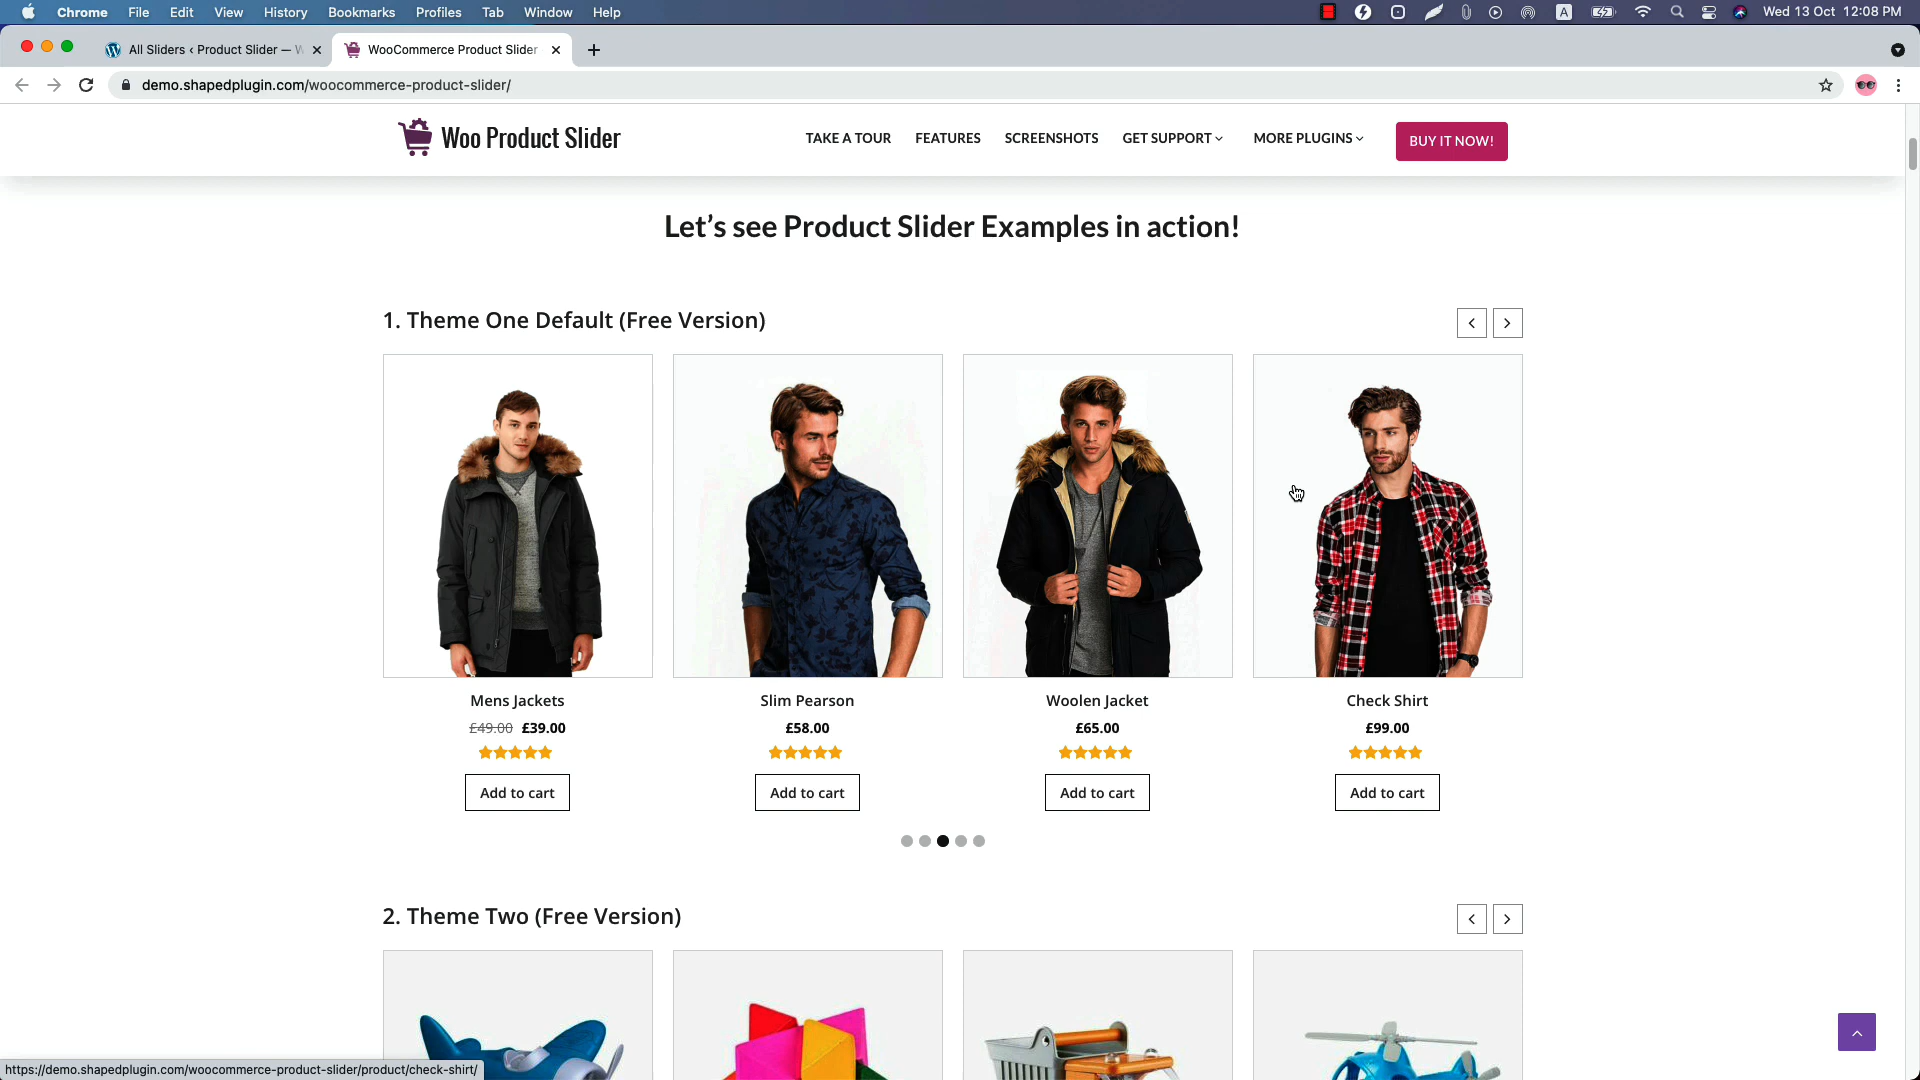 Chrome File Edit View History Bookmarks Profiles Tab Window Help A Wed 13 Oct 12:08 PM
All Sliders ‹ Product Slider — W WooCommerce Product Slider
demo.shapedplugin.com/woocommerce-product-slider/
Woo Product Slider TAKE A TOUR FEATURES SCREENSHOTS GET SUPPORT MORE PLUGINS BUY IT NOW!
Let's see Product Slider Examples in action!
1. Theme One Default (Free Version)
Mens Jackets Slim Pearson Woolen Jacket Check Shirt
£49.00 £39.00 £58.00 £65.00 £99.00
Add to cart Add to cart Add to cart Add to cart
2. Theme Two (Free Version)
https://demo.shapedplugin.com/woocommerce-product-slider/product/check-shirt/